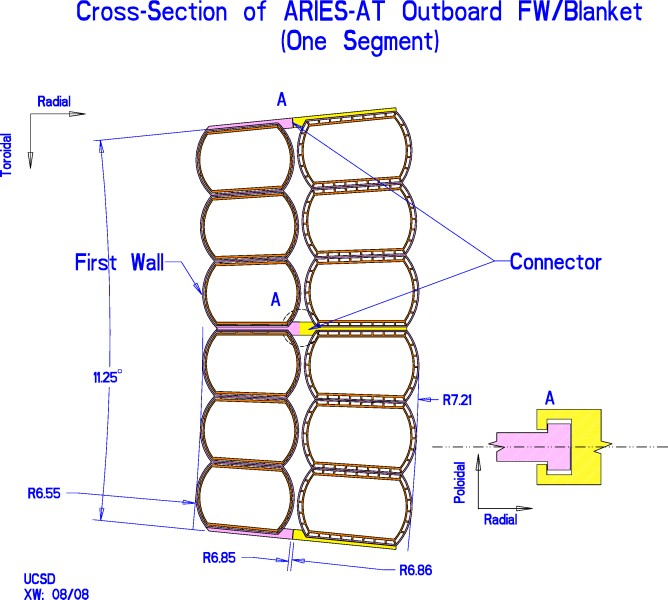 Cross-Section of ARIES-AT Outboard FW/Blanket
(One Segment)
Radial
Toroidal
A
First Wall
Connector
A
11.25°
R7.21
A
Poloidal
Radial
R6.55
R6.85
R6.86
UCSD
XW: 08/08